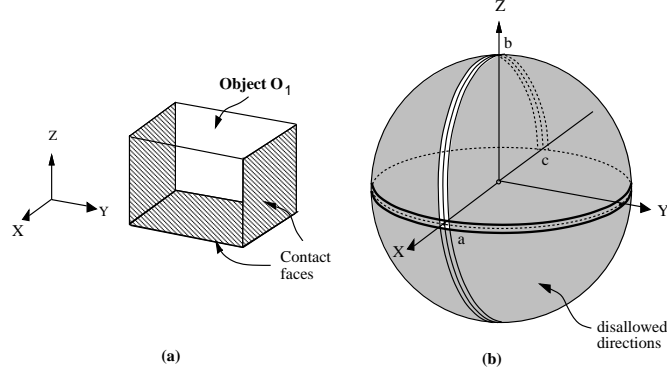 Object O1
Z
Y
X
Contact
faces
(a)
Z
b
c
Y
X
a
disallowed
directions
(b)